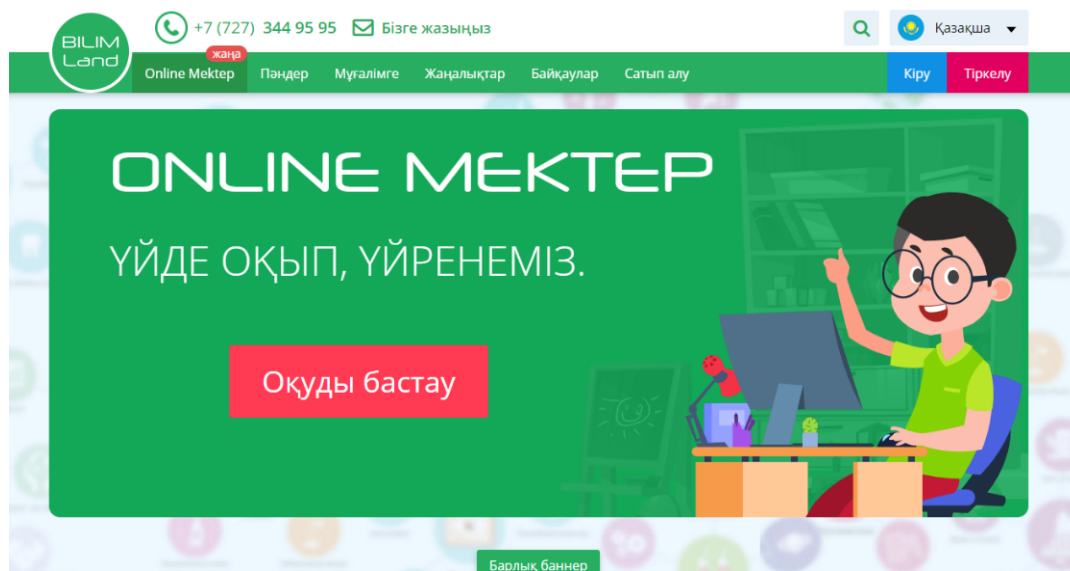 BILIM
Land
+7 (727) 344 95 95
Бізге жазыңыз
Қазақша
жаңа
Online Mektep
Пәндер
Мұғалімге
Жаңалықтар
Байқаулар
Сатып алу
Кіру
Тіркелу
ONLINE MEKTEP
ҮЙДЕ ОҚЫП, ҮЙРЕНЕМІЗ.
Оқуды бастау
Барлық баннер